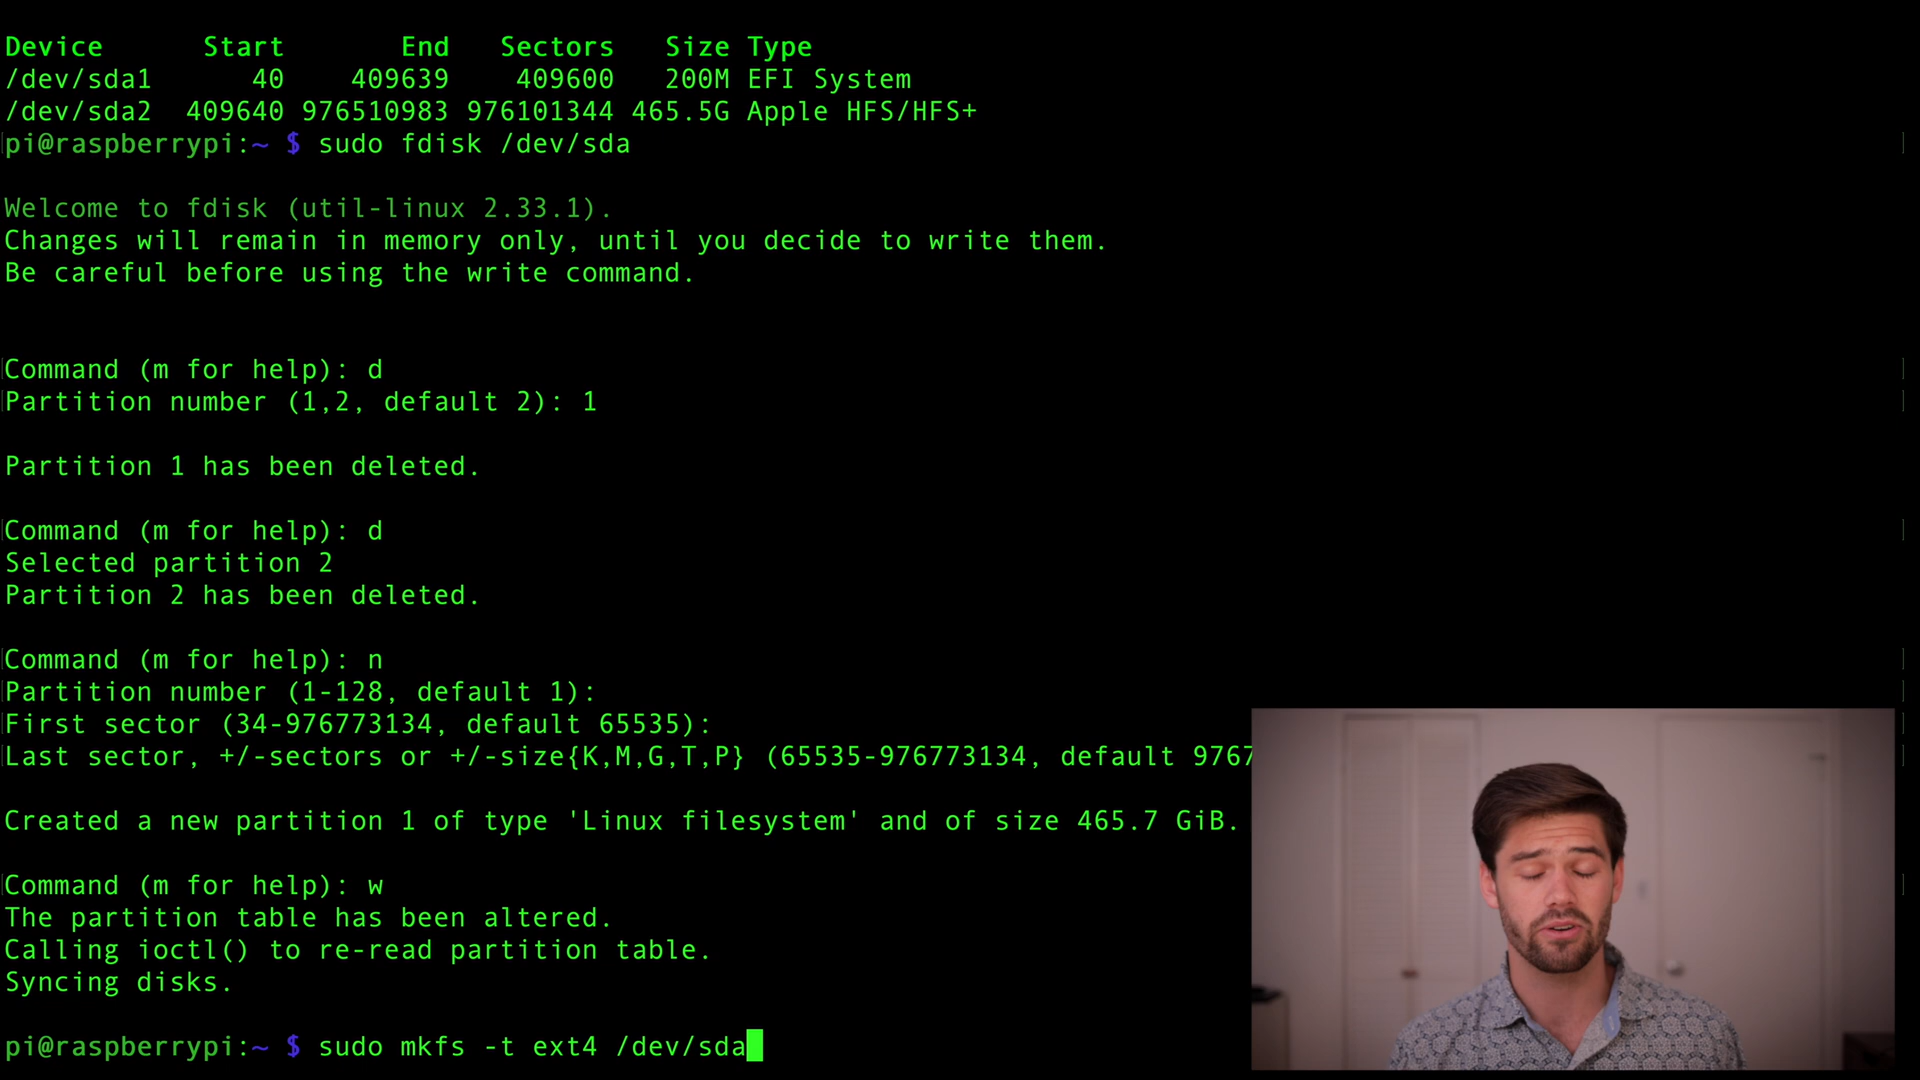 Device      Start       End   Sectors   Size Type
/dev/sda1      40    409639    409600   200M EFI System
/dev/sda2  409640 976510983 976101344 465.5G Apple HFS/HFS+
pi@raspberrypi:~ $ sudo fdisk /dev/sda
Welcome to fdisk (util-linux 2.33.1).
Changes will remain in memory only, until you decide to write them.
Be careful before using the write command.
Command (m for help): d
Partition number (1,2, default 2): 1
Partition 1 has been deleted.
Command (m for help): d
Selected partition 2
Partition 2 has been deleted.
Command (m for help): n
Partition number (1-128, default 1):
First sector (34-976773134, default 65535):
Last sector, +/-sectors or +/-size{K,M,G,T,P} (65535-976773134, default 9767
Created a new partition 1 of type 'Linux filesystem' and of size 465.7 GiB.
Command (m for help): w
The partition table has been altered.
Calling ioctl() to re-read partition table.
Syncing disks.
pi@raspberrypi:~ $ sudo mkfs -t ext4 /dev/sda